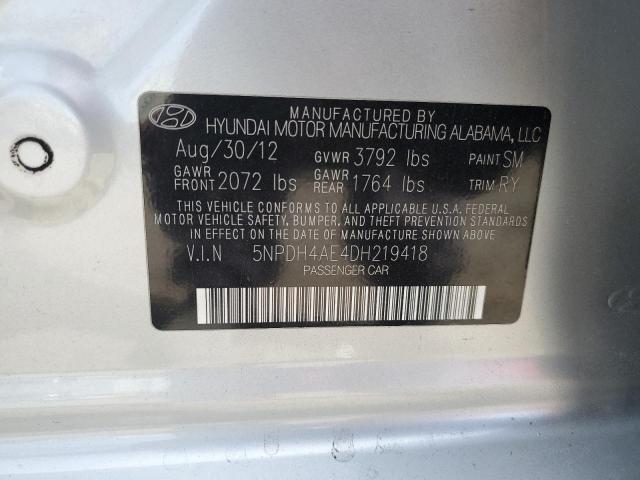 MANUFACTURED BY
HYUNDAI MOTOR MANUFACTURING ALABAMA, LLC
Aug/30/12 GVWR 3792 lbs PAINT SM
GAWR FRONT 2072 lbs GAWR REAR 1764 lbs TRIM RY
THIS VEHICLE CONFORMS TO ALL APPLICABLE U.S.A. FEDERAL
MOTOR VEHICLE SAFETY, BUMPER, AND THEFT PREVENTION STANDARDS
IN EFFECT ON THE DATE OF MANUFACTURE SHOWN ABOVE.
V.I.N 5NPDH4AE4DH219418
PASSENGER CAR